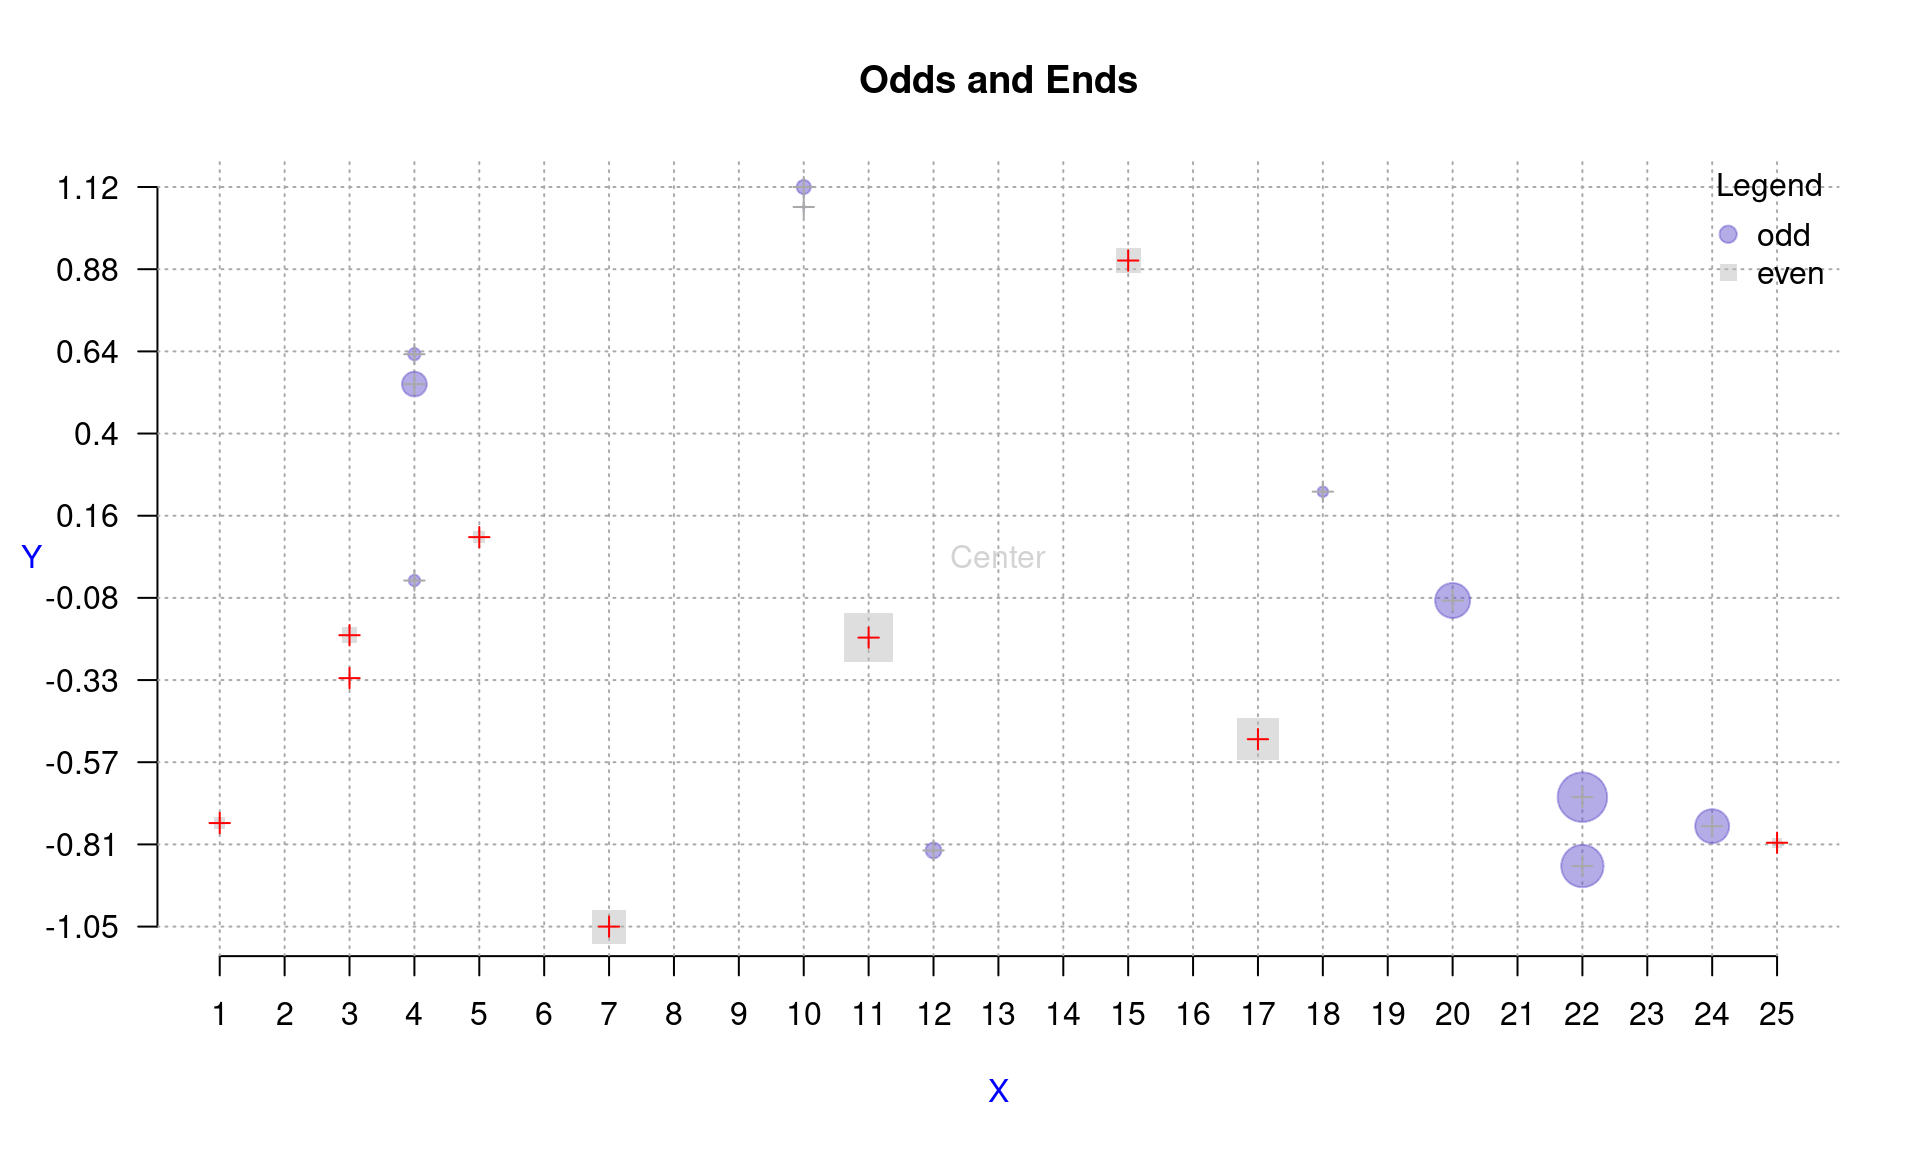 Odds and Ends
Legend
odd
even
1.12
0.88
0.64
0.4
0.16
-0.08
-0.33
-0.57
-0.81
-1.05
Y
Center
1 2 3 4 5 6 7 8 9 10 11 12 13 14 15 16 17 18 19 20 21 22 23 24 25
X